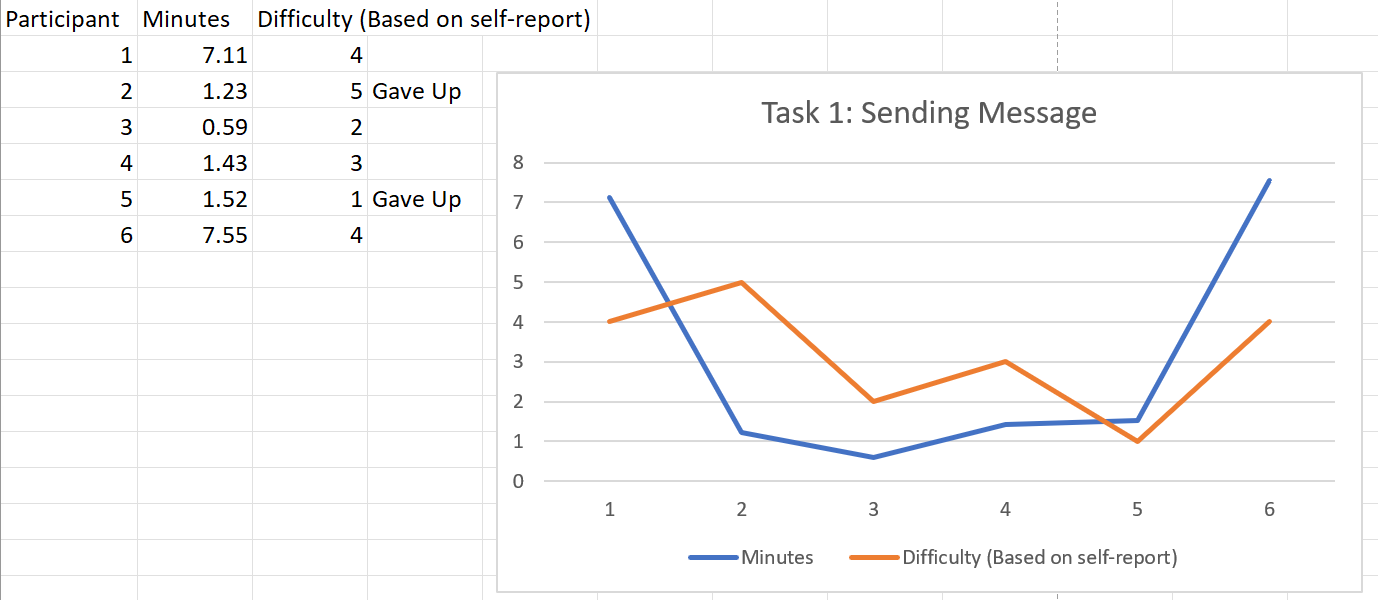 Participant Minutes Difficulty (Based on self-report)
1 7.11 4
2 1.23 5 Gave Up
3 0.59 2
4 1.43 3
5 1.52 1 Gave Up
6 7.55 4
Task 1: Sending Message
8
7
6
5
4
3
2
1
0
1 2 3 4 5 6
Minutes Difficulty (Based on self-report)